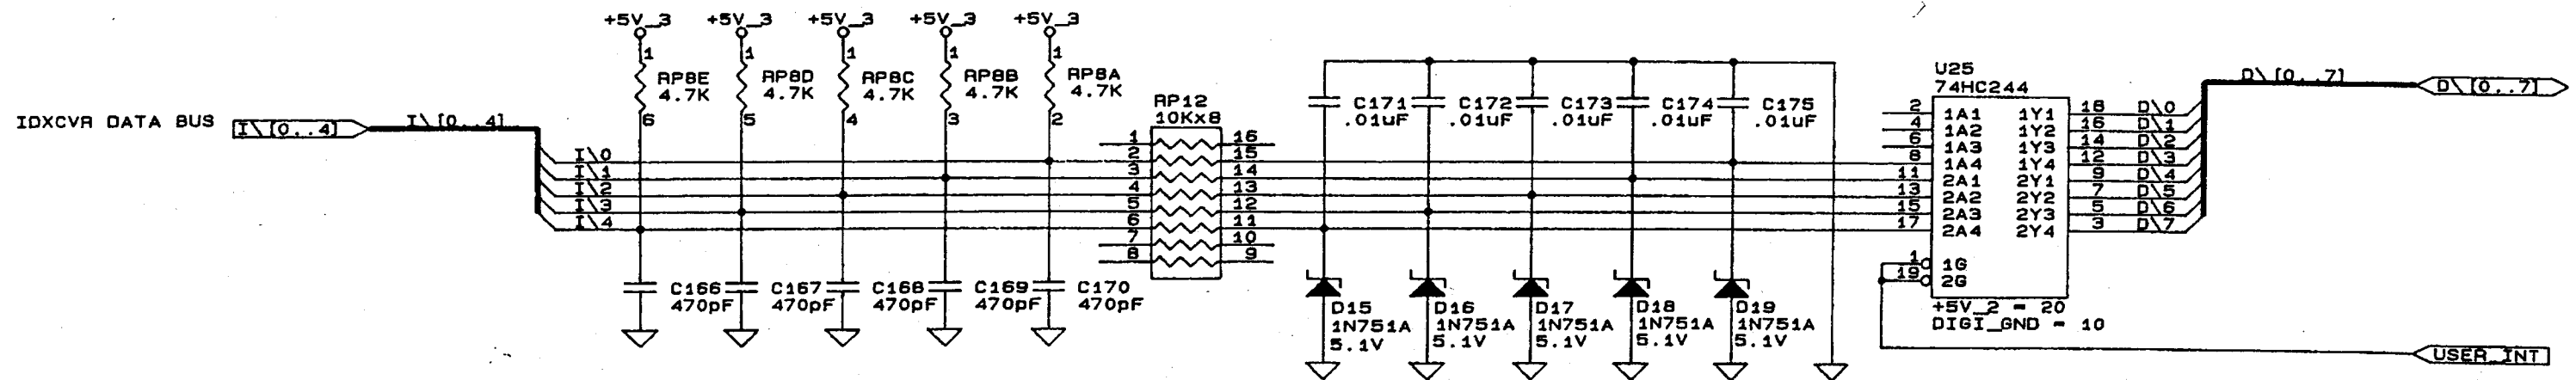 +5V_3 +5V_3 +5V_3 +5V_3 +5V_3
1 1 1 1 1
RP8E RP8D RP8C RP8B RP8A
4.7K 4.7K 4.7K 4.7K 4.7K
6 5 4 3 2
IDXCVR DATA BUS
I\[0..4]
I\[0..4]
I\0
I\1
I\2
I\3
I\4
C166 C167 C168 C169 C170
470pF 470pF 470pF 470pF 470pF
RP12
10Kx8
1 16
2 15
3 14
4 13
5 12
6 11
7 10
8 9
C171 C172 C173 C174 C175
.01uF .01uF .01uF .01uF .01uF
D15 D16 D17 D18 D19
1N751A 1N751A 1N751A 1N751A 1N751A
5.1V 5.1V 5.1V 5.1V 5.1V
U25
74HC244
2 1A1 1Y1 18 D\0
4 1A2 1Y2 16 D\1
6 1A3 1Y3 14 D\2
8 1A4 1Y4 12 D\3
11 2A1 2Y1 9 D\4
13 2A2 2Y2 7 D\5
15 2A3 2Y3 5 D\6
17 2A4 2Y4 3 D\7
1 1G
19 2G
+5V_2 = 20
DIGI_GND = 10
D\[0..7]
D\[0..7]
USER_INT